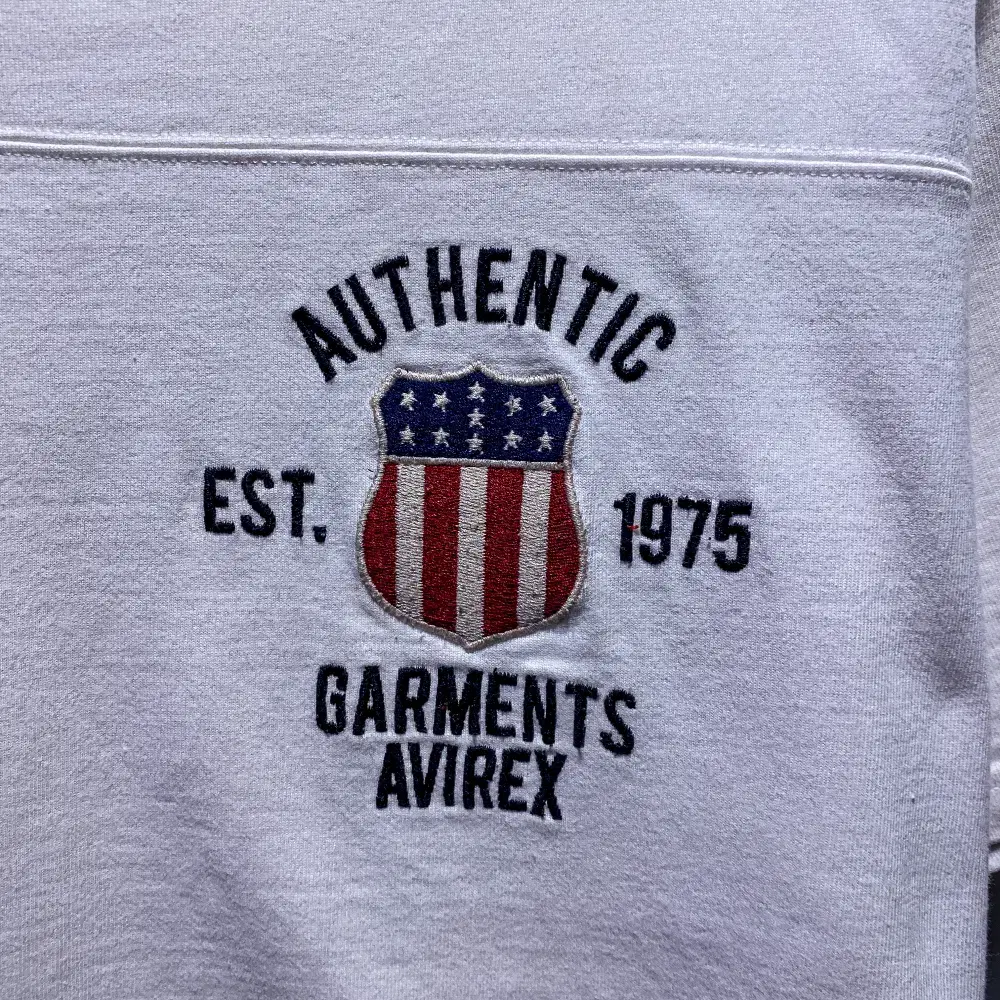 AUTHENTIC
EST. 1975
GARMENTS
AVIREX